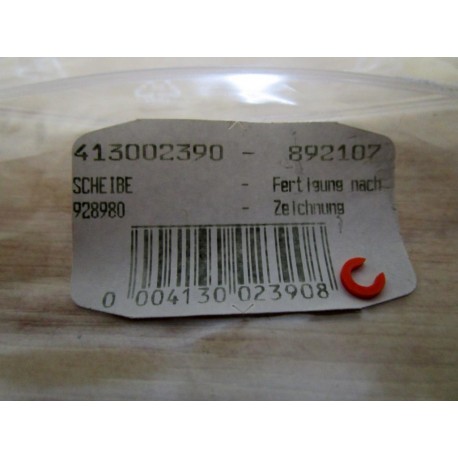 413002390 - 892107
SCHEIBE - Fertigung nach
928980 - Zeichnung
0 004130 023908